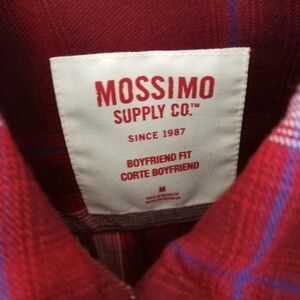 MOSSIMO
SUPPLY CO.™
SINCE 1987
BOYFRIEND FIT
CORTE BOYFRIEND
M